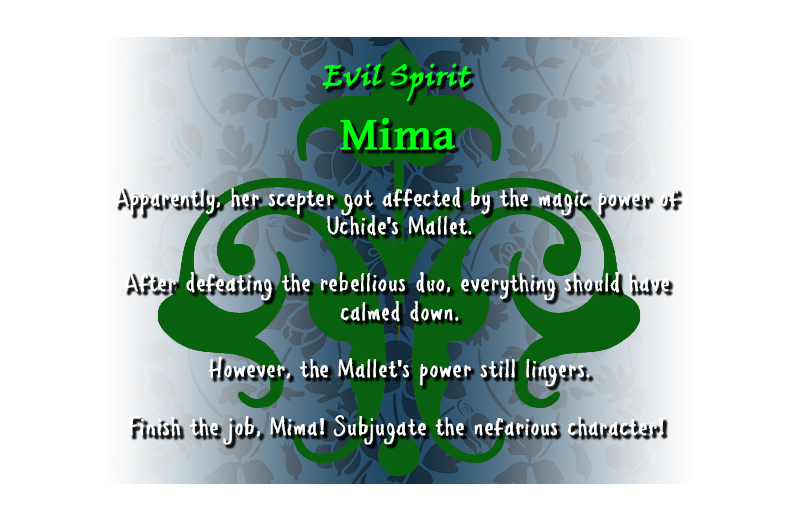 Evil Spirit
Mima
Apparently, her scepter got affected by the magic power of
Uchide's Mallet.
After defeating the rebellious duo, everything should have
calmed down.
However, the Mallet's power still lingers.
Finish the job, Mima! Subjugate the nefarious character!